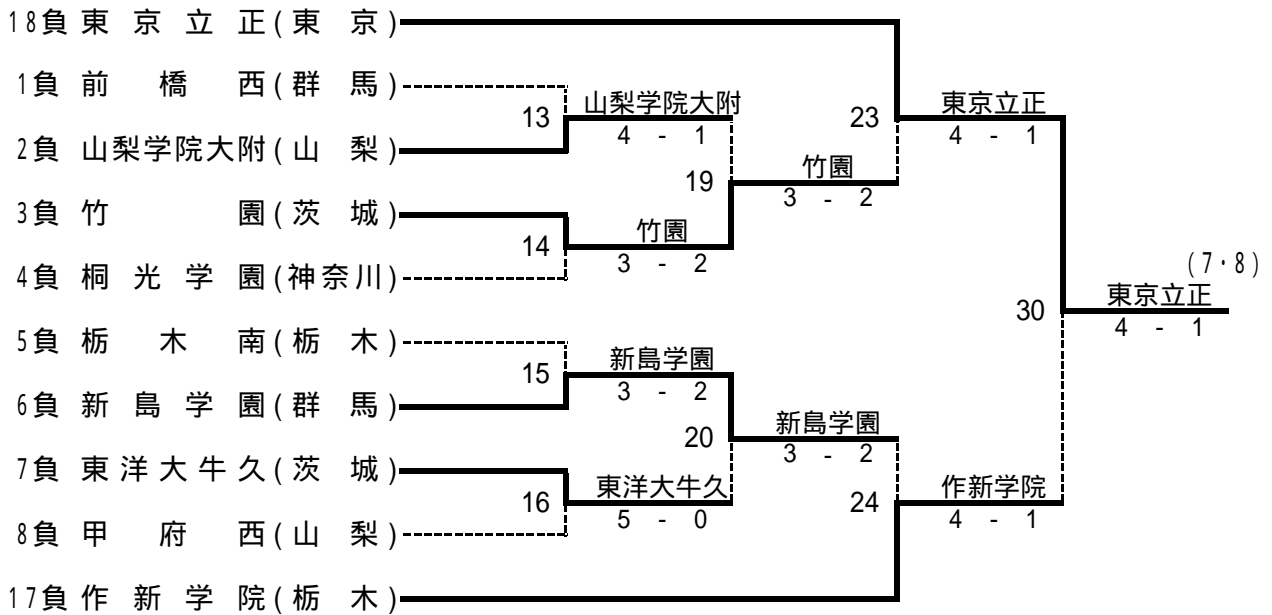 18負 東京立正(東京)
1負 前橋西(群馬)
13 山梨学院大附 23 東京立正
4 - 1 4 - 1
2負 山梨学院大附(山梨)
19 竹園
3 - 2
3負 竹園(茨城)
14 竹園
3 - 2
4負 桐光学園(神奈川)
(7・8)
30 東京立正
4 - 1
5負 栃木南(栃木)
15 新島学園
3 - 2
6負 新島学園(群馬)
20 新島学園
3 - 2
7負 東洋大牛久(茨城)
16 東洋大牛久 24 作新学院
5 - 0 4 - 1
8負 甲府西(山梨)
17負 作新学院(栃木)